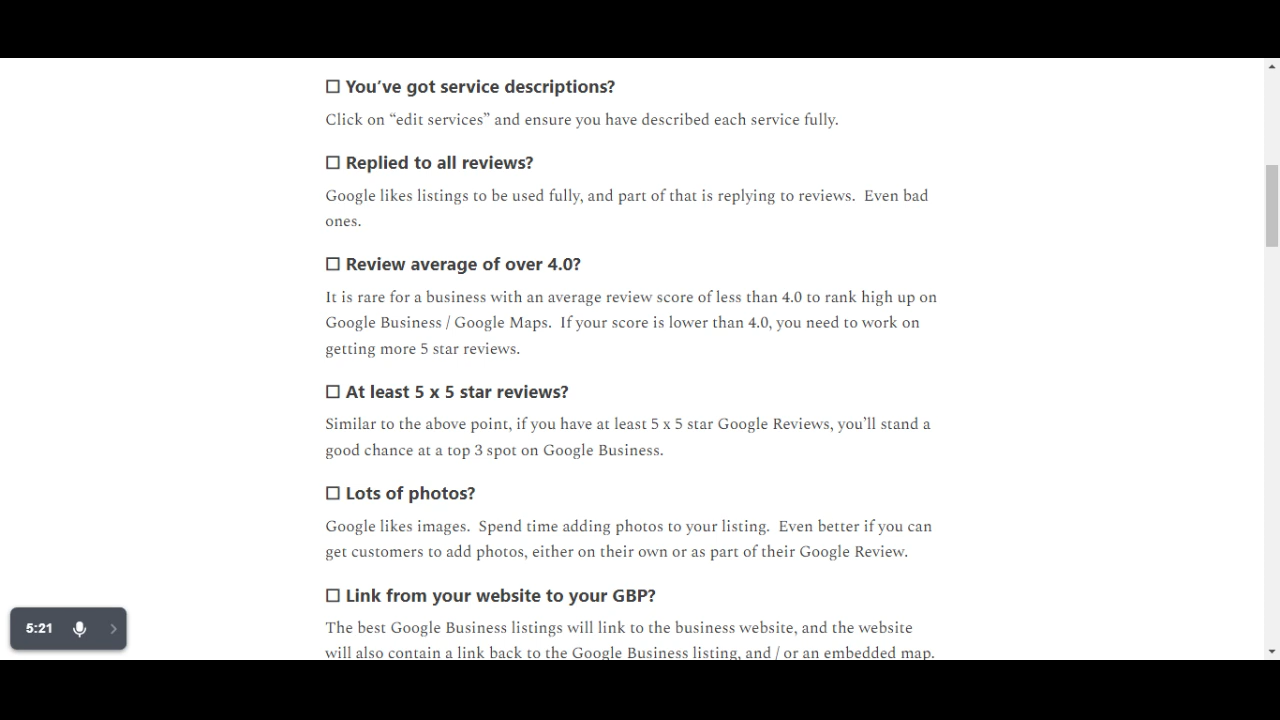 ☐ You’ve got service descriptions?
Click on “edit services” and ensure you have described each service fully.
☐ Replied to all reviews?
Google likes listings to be used fully, and part of that is replying to reviews.  Even bad
ones.
☐ Review average of over 4.0?
It is rare for a business with an average review score of less than 4.0 to rank high up on
Google Business / Google Maps.  If your score is lower than 4.0, you need to work on
getting more 5 star reviews.
☐ At least 5 x 5 star reviews?
Similar to the above point, if you have at least 5 x 5 star Google Reviews, you’ll stand a
good chance at a top 3 spot on Google Business.
☐ Lots of photos?
Google likes images.  Spend time adding photos to your listing.  Even better if you can
get customers to add photos, either on their own or as part of their Google Review.
☐ Link from your website to your GBP?
The best Google Business listings will link to the business website, and the website
will also contain a link back to the Google Business listing, and / or an embedded map.
5:21